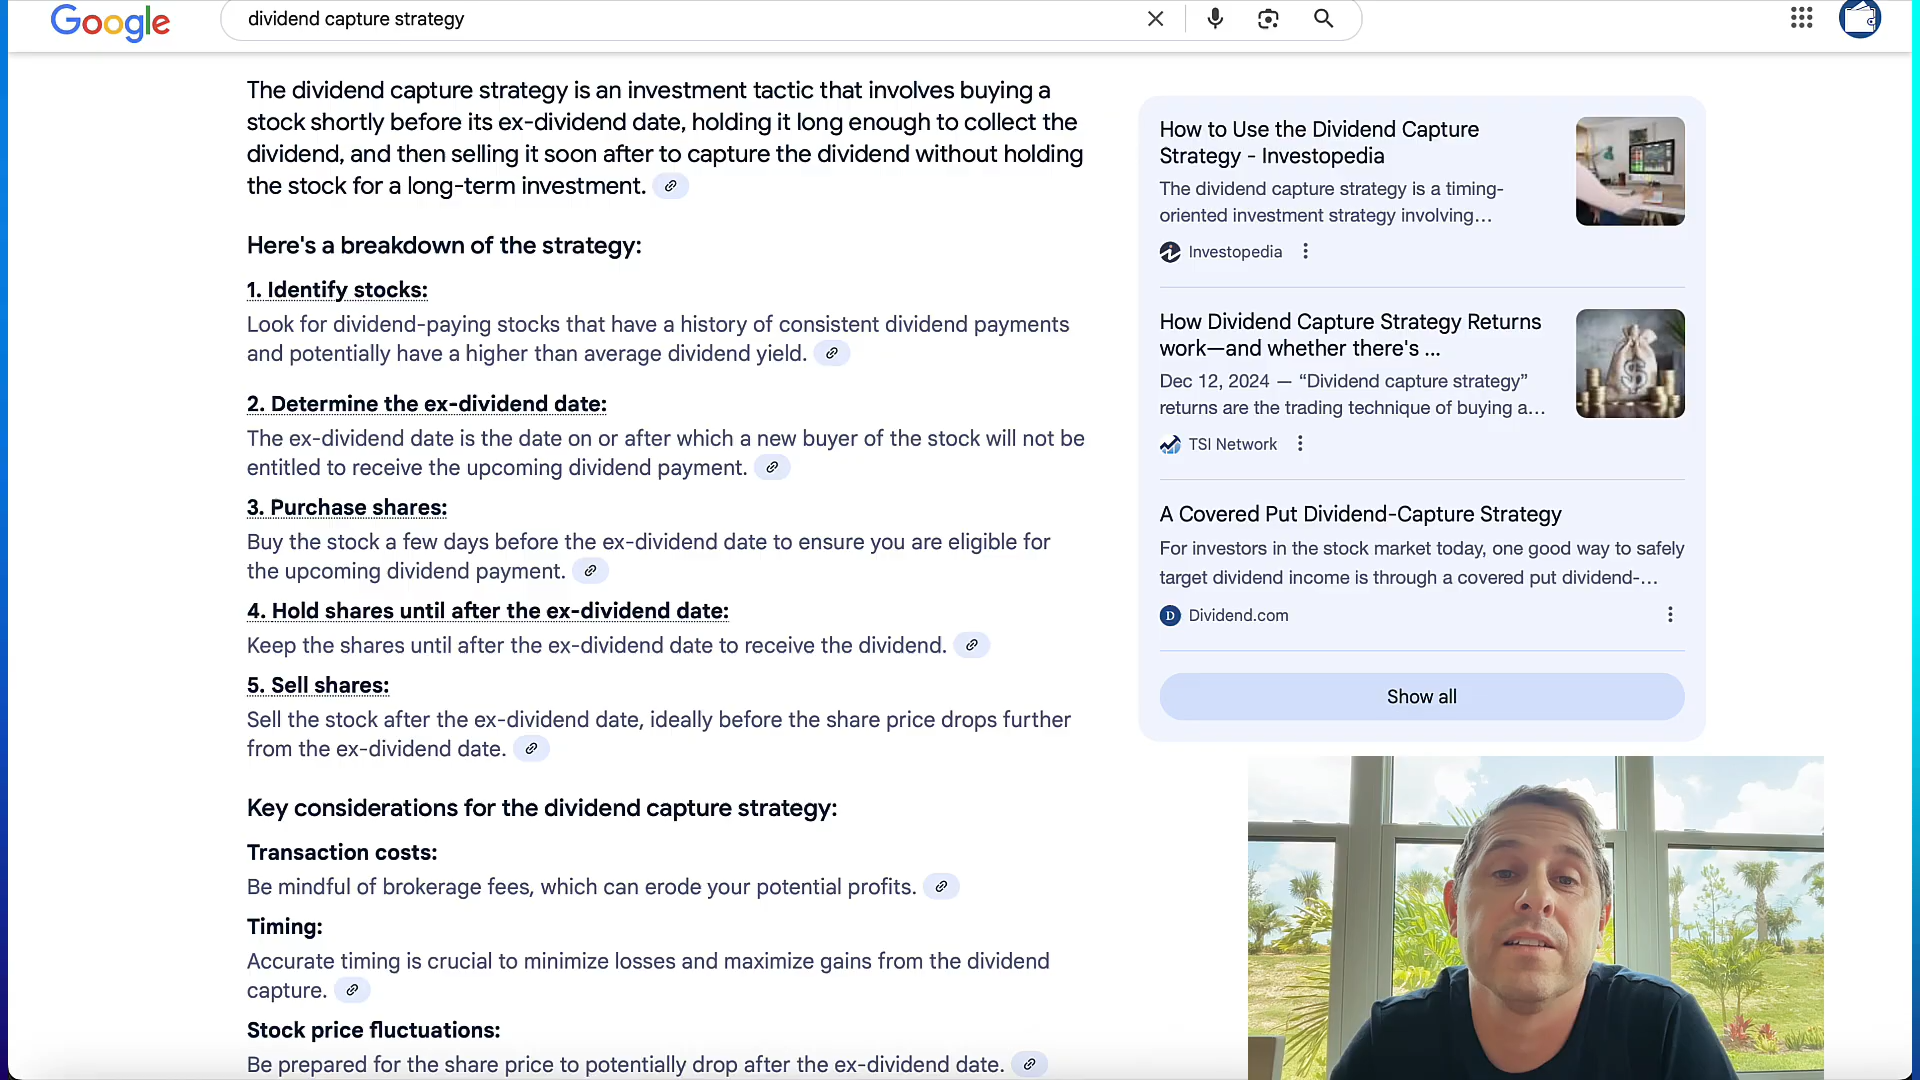 Google
dividend capture strategy
The dividend capture strategy is an investment tactic that involves buying a
stock shortly before its ex-dividend date, holding it long enough to collect the
dividend, and then selling it soon after to capture the dividend without holding
the stock for a long-term investment.
Here's a breakdown of the strategy:
1. Identify stocks:
Look for dividend-paying stocks that have a history of consistent dividend payments
and potentially have a higher than average dividend yield.
2. Determine the ex-dividend date:
The ex-dividend date is the date on or after which a new buyer of the stock will not be
entitled to receive the upcoming dividend payment.
3. Purchase shares:
Buy the stock a few days before the ex-dividend date to ensure you are eligible for
the upcoming dividend payment.
4. Hold shares until after the ex-dividend date:
Keep the shares until after the ex-dividend date to receive the dividend.
5. Sell shares:
Sell the stock after the ex-dividend date, ideally before the share price drops further
from the ex-dividend date.
Key considerations for the dividend capture strategy:
Transaction costs:
Be mindful of brokerage fees, which can erode your potential profits.
Timing:
Accurate timing is crucial to minimize losses and maximize gains from the dividend
capture.
Stock price fluctuations:
Be prepared for the share price to potentially drop after the ex-dividend date.
How to Use the Dividend Capture
Strategy - Investopedia
The dividend capture strategy is a timing-
oriented investment strategy involving...
Investopedia
How Dividend Capture Strategy Returns
work—and whether there's ...
Dec 12, 2024 — “Dividend capture strategy”
returns are the trading technique of buying a...
$
TSI Network
A Covered Put Dividend-Capture Strategy
For investors in the stock market today, one good way to safely
target dividend income is through a covered put dividend-...
D Dividend.com
Show all